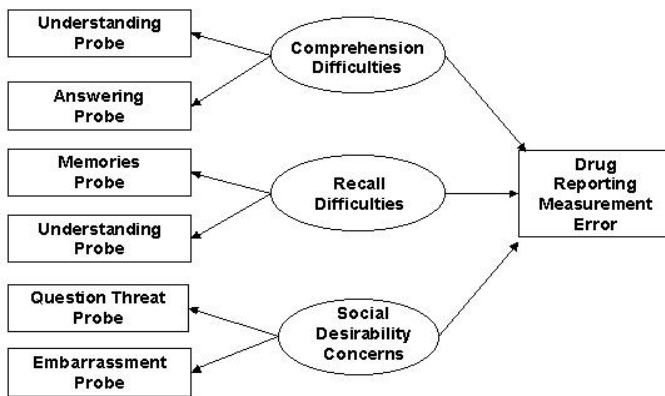 Understanding
Probe
Answering
Probe
Memories
Probe
Understanding
Probe
Question Threat
Probe
Embarrassment
Probe
Comprehension
Difficulties
Recall
Difficulties
Social
Desirability
Concerns
Drug
Reporting
Measurement
Error